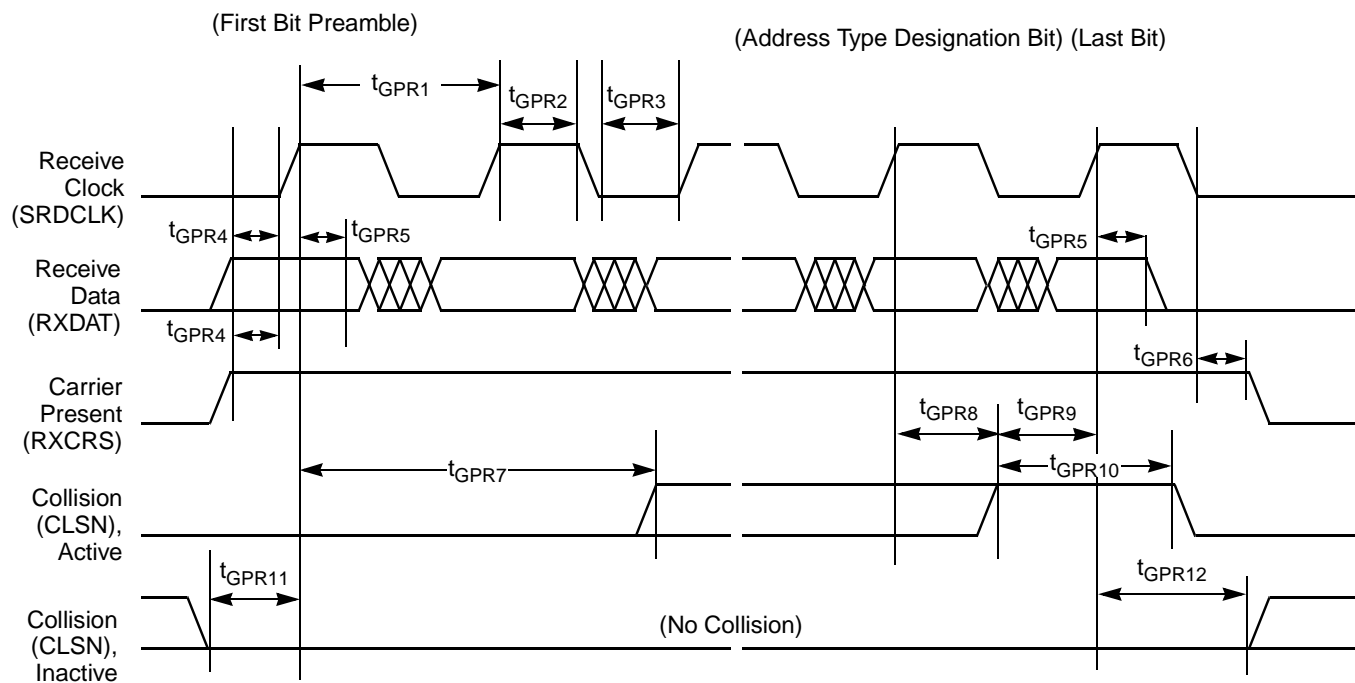 (First Bit Preamble)
(Address Type Designation Bit) (Last Bit)
tGPR1
tGPR2
tGPR3
Receive
Clock
(SRDCLK)
tGPR4
tGPR5
tGPR5
Receive
Data
(RXDAT)
tGPR4
tGPR6
Carrier
Present
(RXCRS)
tGPR8
tGPR9
tGPR7
tGPR10
Collision
(CLSN),
Active
tGPR11
tGPR12
Collision
(CLSN),
Inactive
(No Collision)